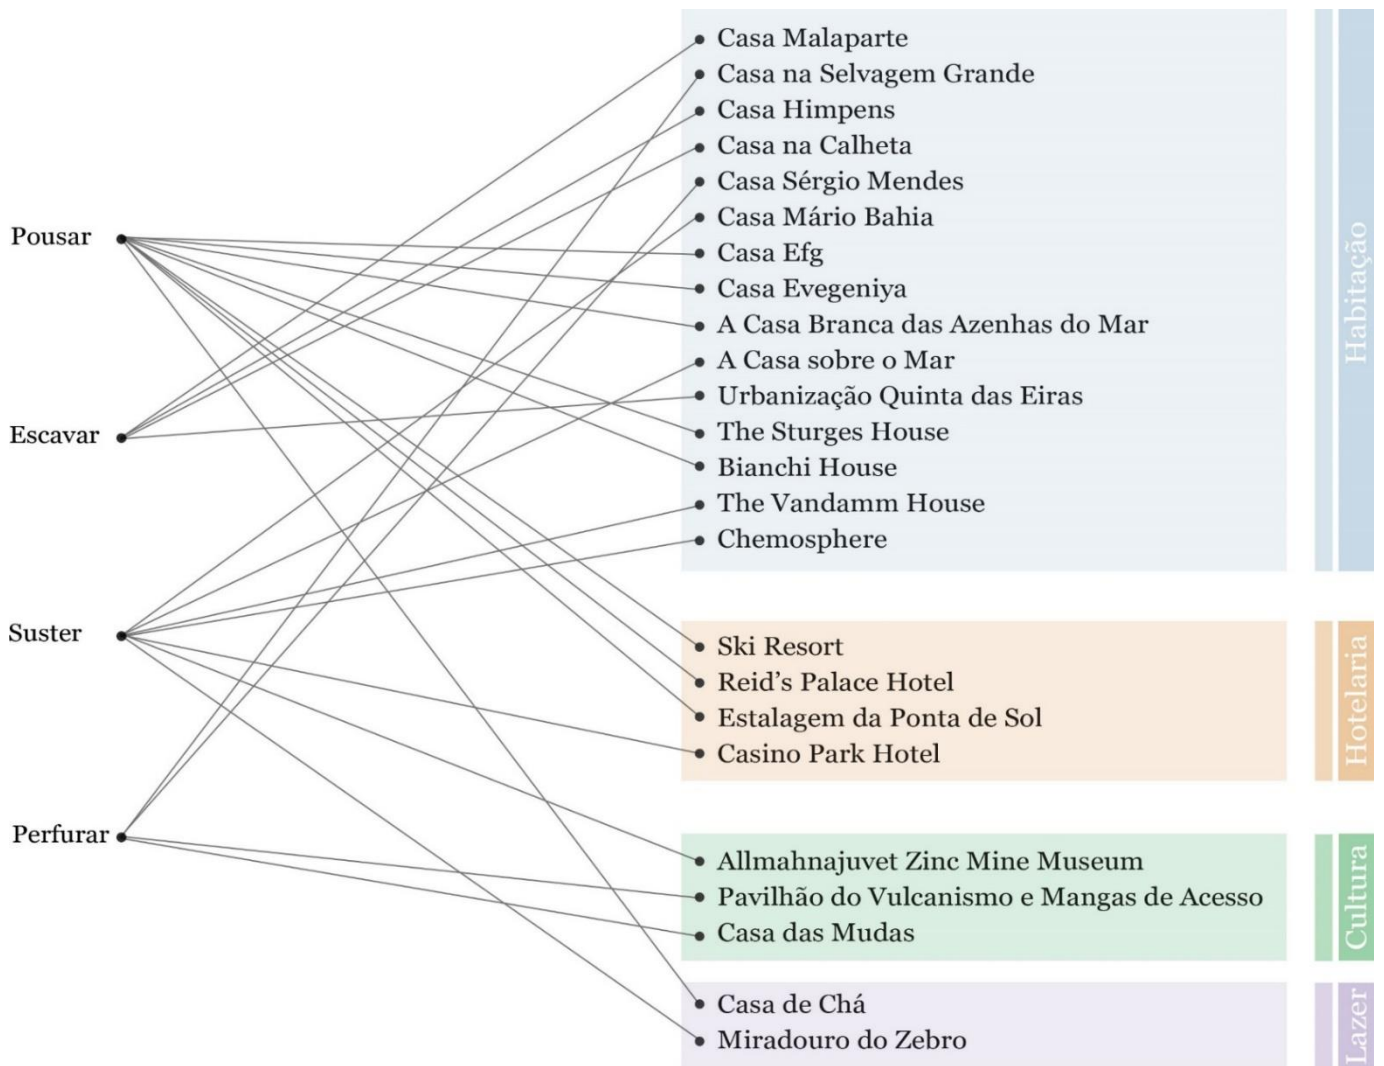 Pousar
Escavar
Suster
Perfurar
Casa Malaparte
Casa na Selvagem Grande
Casa Himpens
Casa na Calheta
Casa Sérgio Mendes
Casa Mário Bahia
Casa Efg
Casa Evegeniya
A Casa Branca das Azenhas do Mar
A Casa sobre o Mar
Urbanização Quinta das Eiras
The Sturges House
Bianchi House
The Vandamm House
Chemosphere
Habitação
Ski Resort
Reid's Palace Hotel
Estalagem da Ponta de Sol
Casino Park Hotel
Hotelaria
Allmahnajuvet Zinc Mine Museum
Pavilhão do Vulcanismo e Mangas de Acesso
Casa das Mudas
Cultura
Casa de Chá
Miradouro do Zebro
Lazer